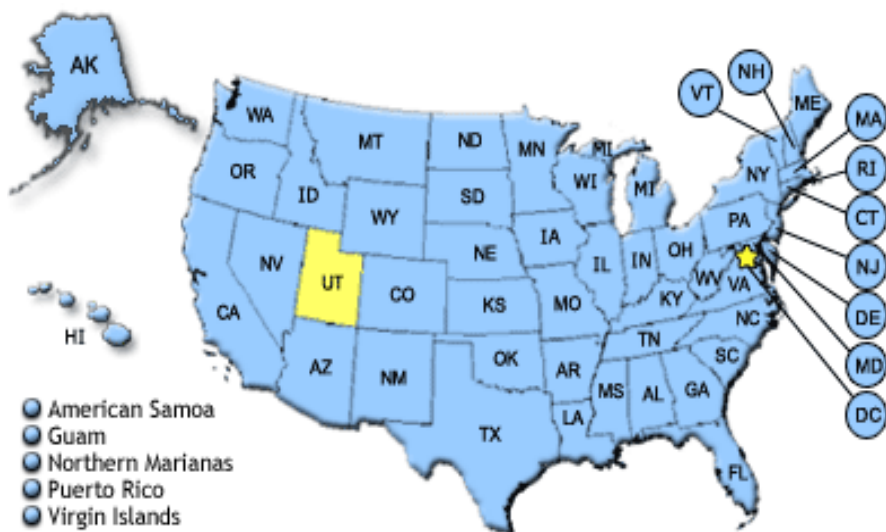 AK
VT
NH
ME
MA
RI
CT
NJ
DE
MD
DC
WA
MT
ND
MN
MI
OR
ID
WY
SD
WI
MI
NY
PA
NV
UT
CO
NE
IA
IL
IN
OH
WV
VA
CA
KS
MO
KY
NC
AZ
NM
OK
AR
TN
SC
MS
AL
GA
TX
LA
FL
HI
American Samoa
Guam
Northern Marianas
Puerto Rico
Virgin Islands